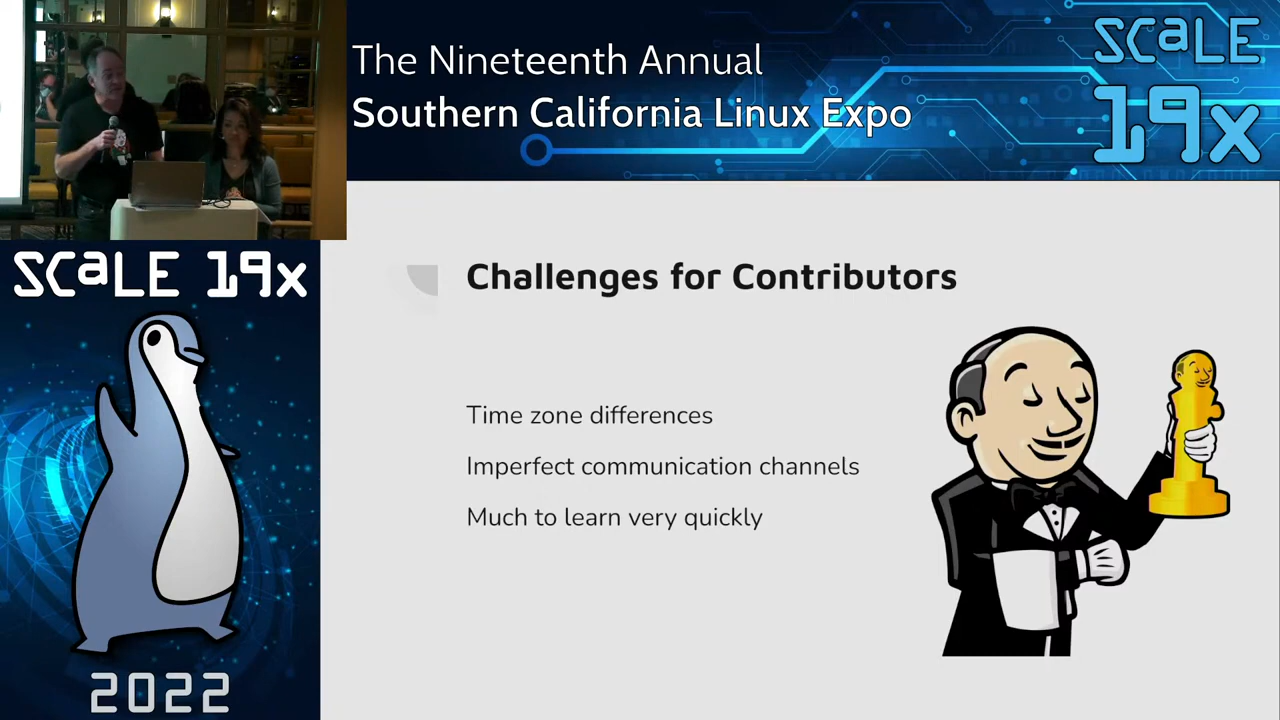 The Nineteenth Annual
Southern California Linux Expo
SCaLE
19x
SCaLE 19x
2022
Challenges for Contributors
Time zone differences
Imperfect communication channels
Much to learn very quickly